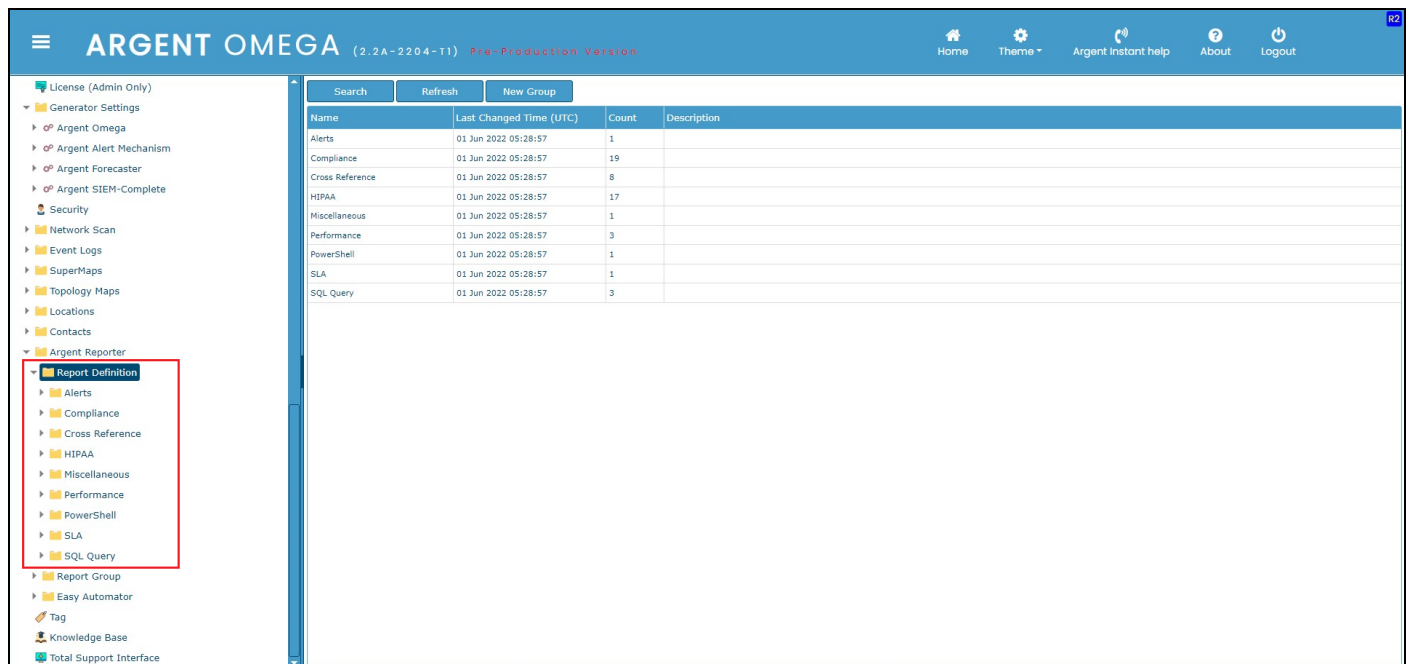 R2
ARGENT OMEGA (2.2A-2204-T1) Pre-Production Version
Home
Theme
Argent Instant help
About
Logout
License (Admin Only)
Generator Settings
Argent Omega
Argent Alert Mechanism
Argent Forecaster
Argent SIEM-Complete
Security
Network Scan
Event Logs
SuperMaps
Topology Maps
Locations
Contacts
Argent Reporter
Report Definition
Alerts
Compliance
Cross Reference
HIPAA
Miscellaneous
Performance
PowerShell
SLA
SQL Query
Report Group
Easy Automator
Tag
Knowledge Base
Total Support Interface
Search Refresh New Group
Name Last Changed Time (UTC) Count Description
Alerts 01 Jun 2022 05:28:57 1
Compliance 01 Jun 2022 05:28:57 19
Cross Reference 01 Jun 2022 05:28:57 8
HIPAA 01 Jun 2022 05:28:57 17
Miscellaneous 01 Jun 2022 05:28:57 1
Performance 01 Jun 2022 05:28:57 3
PowerShell 01 Jun 2022 05:28:57 1
SLA 01 Jun 2022 05:28:57 1
SQL Query 01 Jun 2022 05:28:57 3